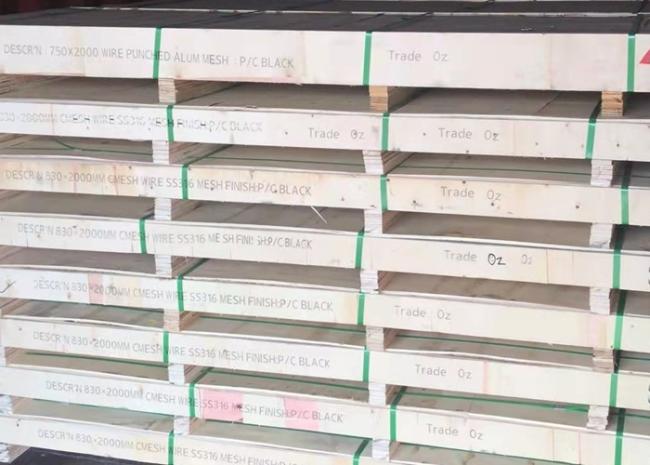 DESCR'N : 750X2000 WIRE PUNCHED ALUM MESH : P/C BLACK Trade Oz
830*2000MM CMESH WIRE SS316 MESH FINISH:P/C BLACK Trade Oz Trade Oz
DESCR'N 830*2000MM CMESH WIRE SS316 MESH FINISH:P/C BLACK Trade Oz
DESCR'N 830*2000MM CMESH WIRE SS316 MESH FINISH:P/C BLACK Trade Oz Oz
DESCR'N 830*2000MM CMESH WIRE SS316 MESH FINISH:P/C BLACK Trade Oz
DESCR'N 830*2000MM CMESH WIRE SS316 MESH FINISH:P/C BLACK Trade Oz
DESCR'N 830*2000MM CMESH WIRE SS316 MESH FINISH:P/C BLACK Trade Oz
DESCR'N 830*2000MM CMESH WIRE SS316 MESH FINISH:P/C BLACK